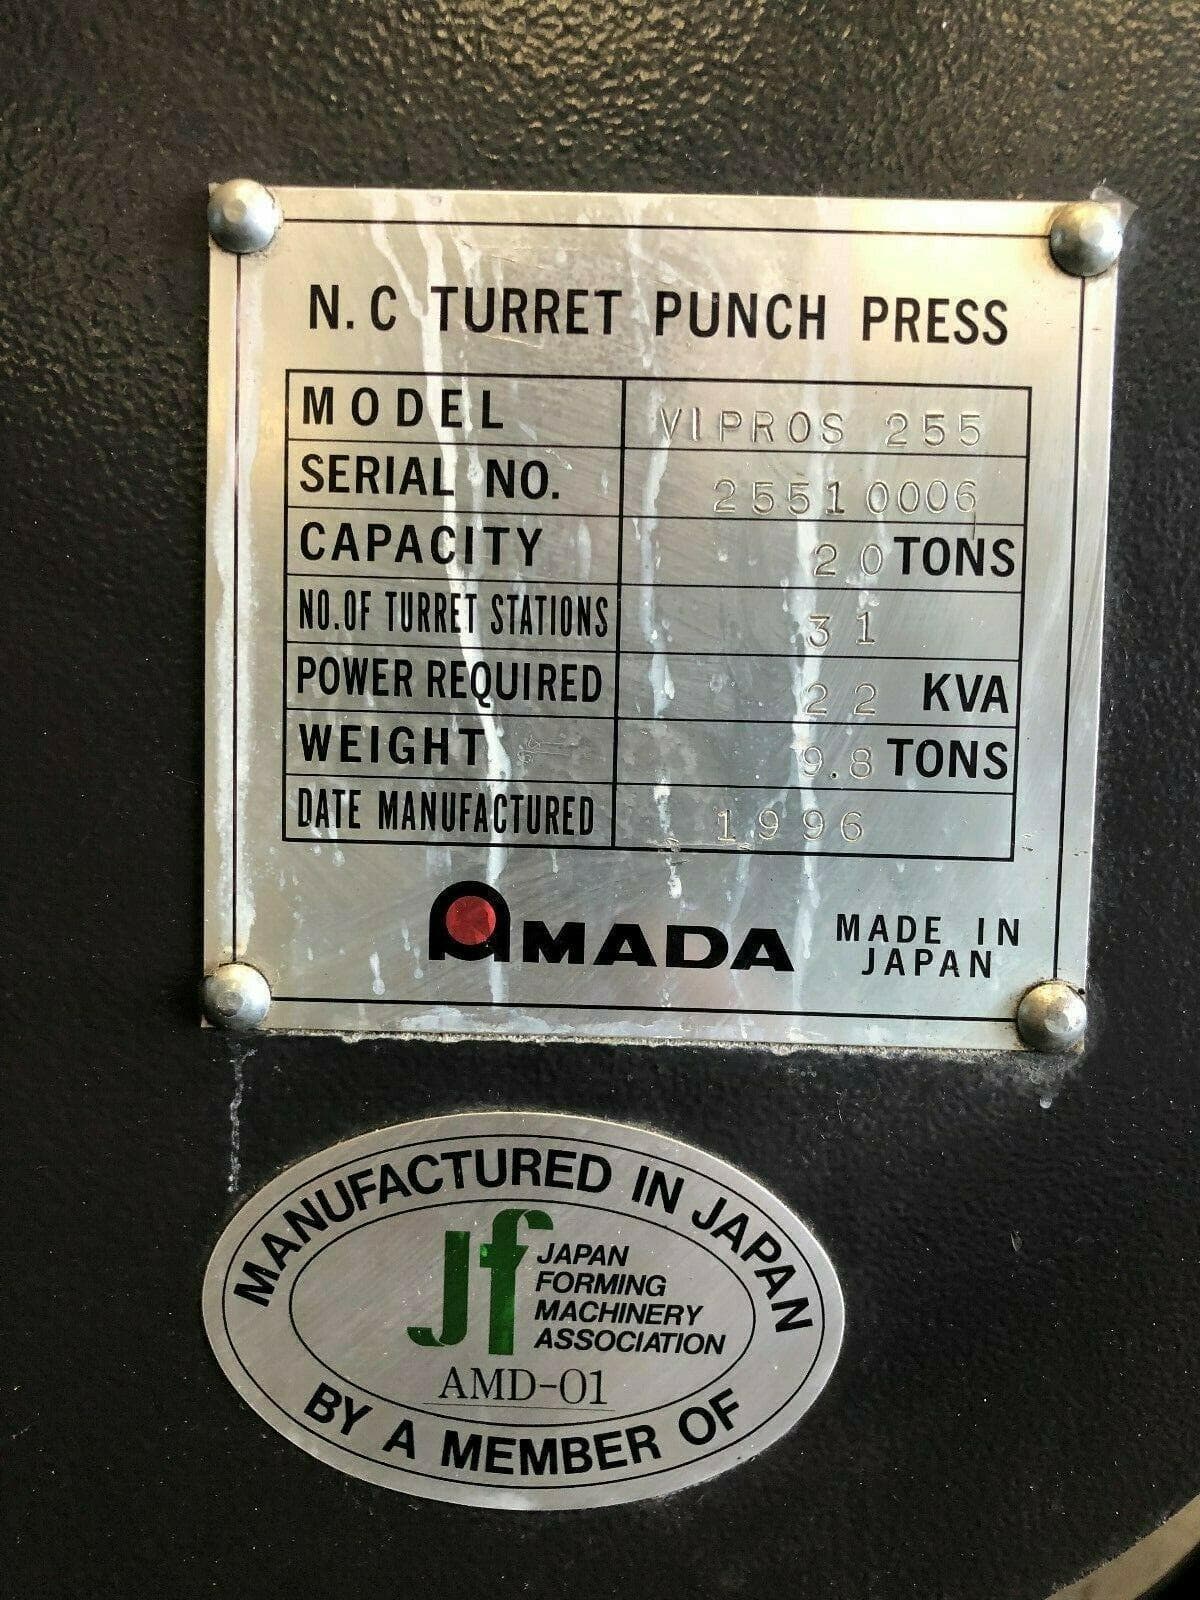 N.C TURRET PUNCH PRESS
MODEL VIPROS 255
SERIAL NO. 25510006
CAPACITY 20 TONS
NO.OF TURRET STATIONS 31
POWER REQUIRED 22 KVA
WEIGHT 9.8 TONS
DATE MANUFACTURED 1996
AMADA MADE IN
JAPAN
MANUFACTURED IN JAPAN
Jf JAPAN
FORMING
MACHINERY
ASSOCIATION
AMD-01
BY A MEMBER OF